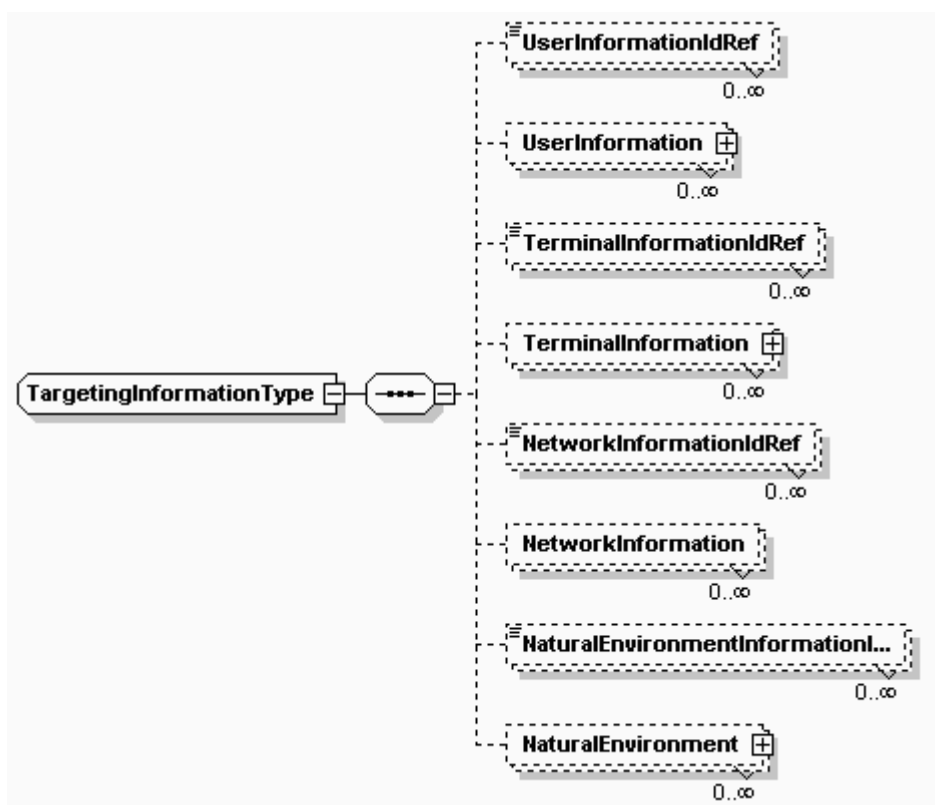 UserInformationIdRef
0..∞
UserInformation
0..∞
TerminalInformationIdRef
0..∞
TerminalInformation
0..∞
TargetingInformationType
NetworkInformationIdRef
0..∞
NetworkInformation
0..∞
NaturalEnvironmentInformationI...
0..∞
NaturalEnvironment
0..∞